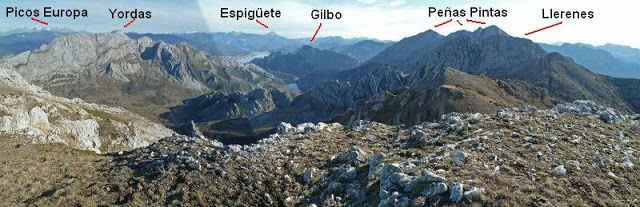 Picos Europa
Yordas
Espigüete
Gilbo
Peñas Pintas
Llerenes